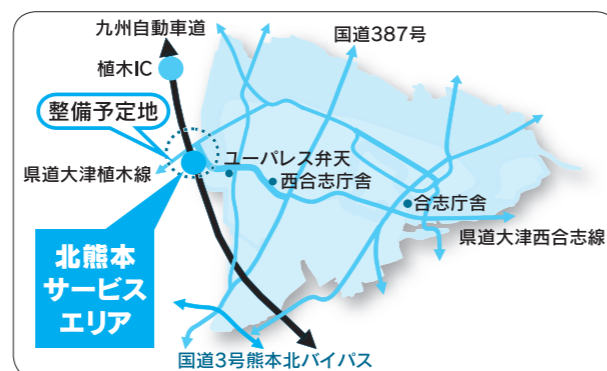 九州自動車道
国道387号
植木IC
整備予定地
ユーパレス弁天
県道大津植木線
西合志庁舎
合志庁舎
県道大津西合志線
北熊本
サービス
エリア
国道3号熊本北バイパス